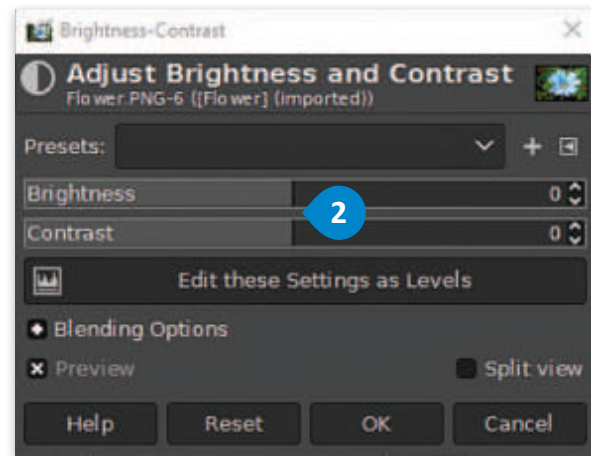 Brightness-Contrast
Adjust Brightness and Contrast
Flower.PNG-6 ([Flower] (imported))
Presets:
Brightness 0
2
Contrast 0
Edit these Settings as Levels
Blending Options
Preview Split view
Help Reset OK Cancel